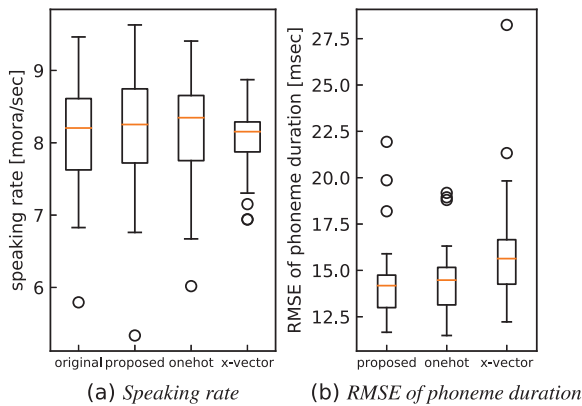 speaking rate [mora/sec]
9
8
7
6
original proposed onehot x-vector
(a) Speaking rate
RMSE of phoneme duration [msec]
27.5
25.0
22.5
20.0
17.5
15.0
12.5
proposed onehot x-vector
(b) RMSE of phoneme duration